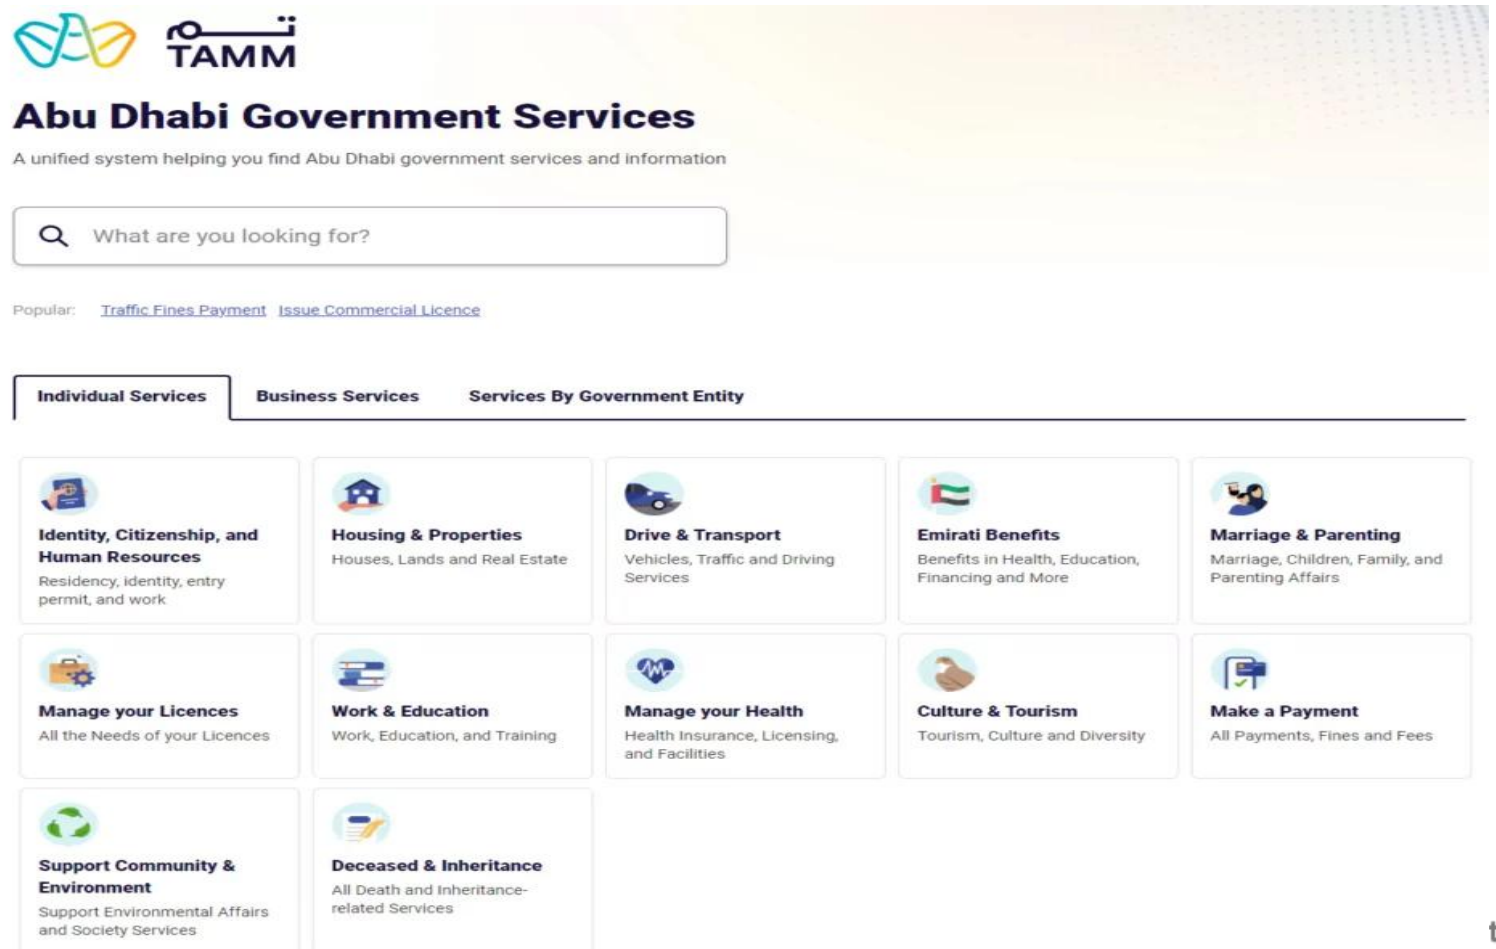 تـــــم
TAMM
Abu Dhabi Government Services
A unified system helping you find Abu Dhabi government services and information
What are you looking for?
Popular: Traffic Fines Payment Issue Commercial Licence
Individual Services
Business Services
Services By Government Entity
Identity, Citizenship, and
Human Resources
Residency, identity, entry
permit, and work
Housing & Properties
Houses, Lands and Real Estate
Drive & Transport
Vehicles, Traffic and Driving
Services
Emirati Benefits
Benefits in Health, Education,
Financing and More
Marriage & Parenting
Marriage, Children, Family, and
Parenting Affairs
Manage your Licences
All the Needs of your Licences
Work & Education
Work, Education, and Training
Manage your Health
Health Insurance, Licensing,
and Facilities
Culture & Tourism
Tourism, Culture and Diversity
Make a Payment
All Payments, Fines and Fees
Support Community &
Environment
Support Environmental Affairs
and Society Services
Deceased & Inheritance
All Death and Inheritance-
related Services